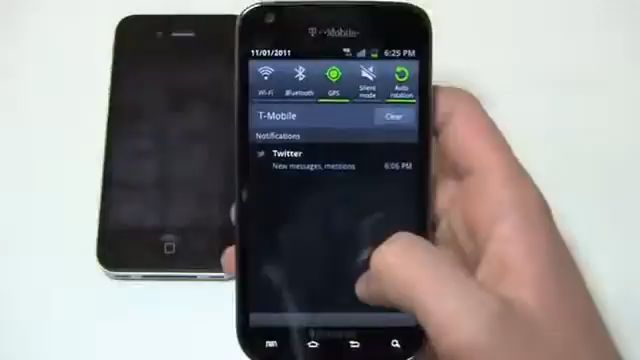 T··Mobile·
11/01/2011 6:25 PM
Wi-Fi Bluetooth GPS Silent mode Auto rotation
T-Mobile Clear
Notifications
Twitter
New messages, mentions 6:06 PM